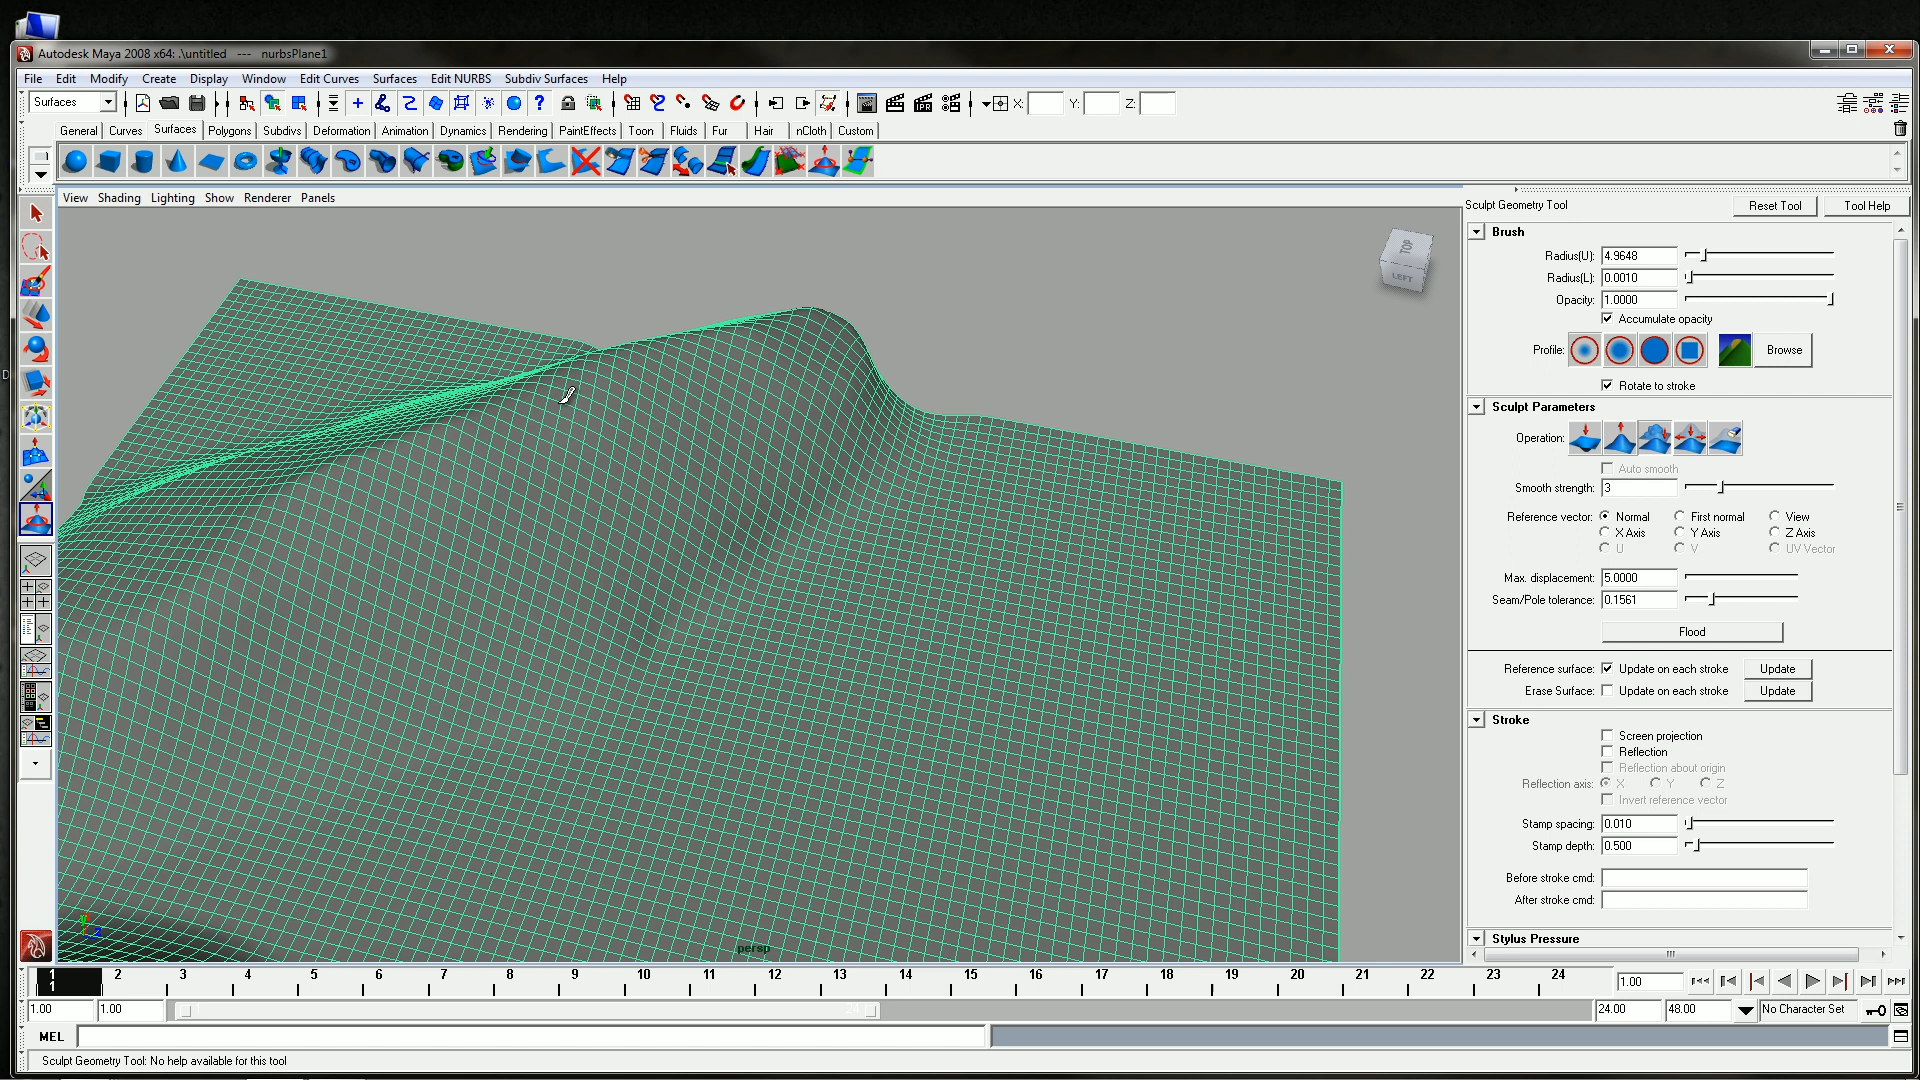 Autodesk Maya 2008 x64: .\untitled --- nurbsPlane1
File Edit Modify Create Display Window Edit Curves Surfaces Edit NURBS Subdiv Surfaces Help
Surfaces X: Y: Z:
General Curves Surfaces Polygons Subdivs Deformation Animation Dynamics Rendering PaintEffects Toon Fluids Fur Hair nCloth Custom
View Shading Lighting Show Renderer Panels
TOP
LEFT
persp
Sculpt Geometry Tool Reset Tool Tool Help
Brush
Radius(U): 4.9648
Radius(L): 0.0010
Opacity: 1.0000
Accumulate opacity
Profile: Browse
Rotate to stroke
Sculpt Parameters
Operation:
Auto smooth
Smooth strength: 3
Reference vector: Normal First normal View
X Axis Y Axis Z Axis
U V UV Vector
Max. displacement: 5.0000
Seam/Pole tolerance: 0.1561
Flood
Reference surface: Update on each stroke Update
Erase Surface: Update on each stroke Update
Stroke
Screen projection
Reflection
Reflection about origin
Reflection axis: X Y Z
Invert reference vector
Stamp spacing: 0.010
Stamp depth: 0.500
Before stroke cmd:
After stroke cmd:
Stylus Pressure
1 2 3 4 5 6 7 8 9 10 11 12 13 14 15 16 17 18 19 20 21 22 23 24
1 1.00
1.00 1.00 24 24.00 48.00 No Character Set
MEL
Sculpt Geometry Tool: No help available for this tool